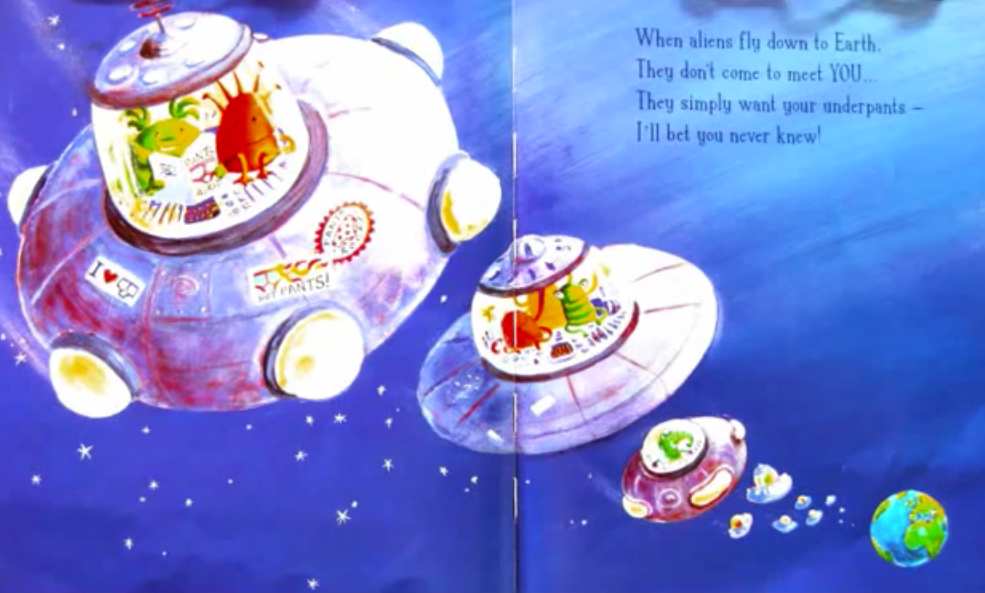 I
PANTS!
When aliens fly down to Earth,
They don't come to meet YOU...
They simply want your underpants –
I'll bet you never knew!